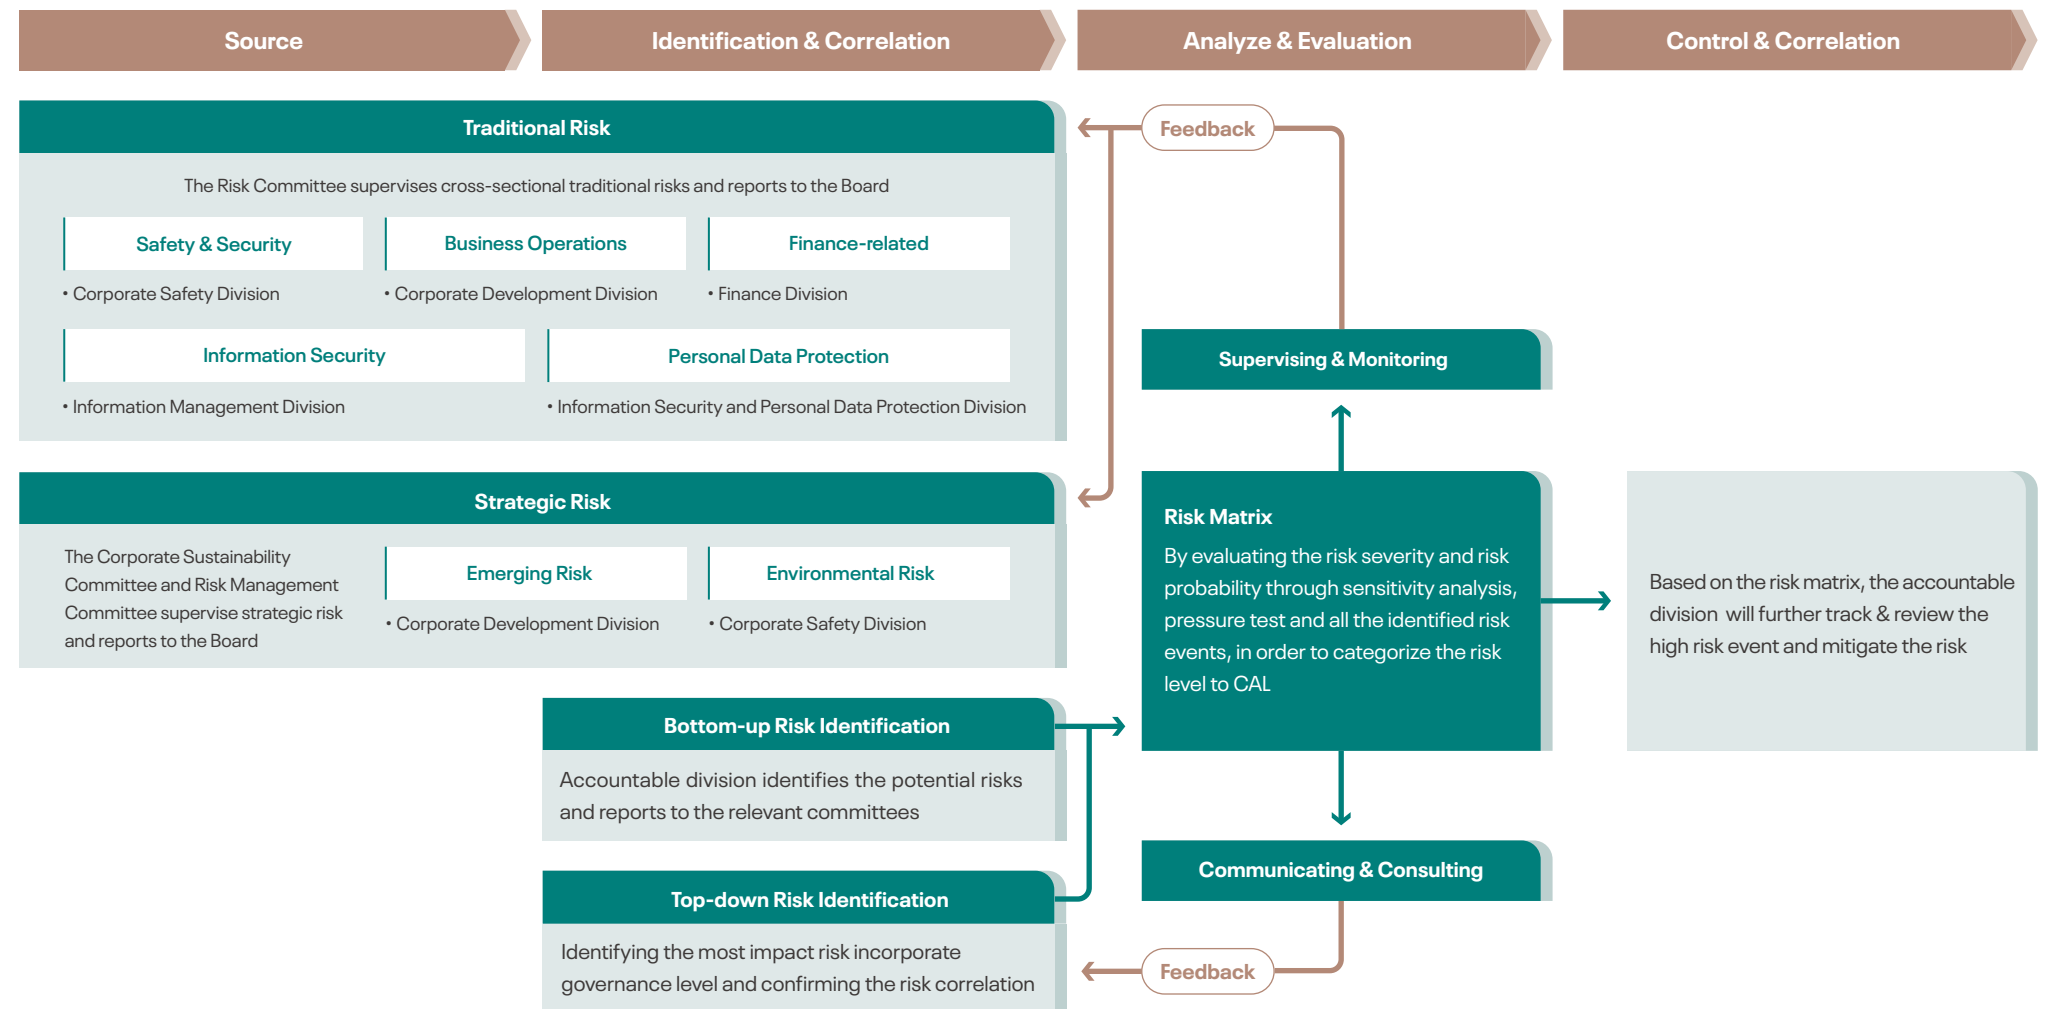 Source
Identification & Correlation
Analyze & Evaluation
Control & Correlation
Traditional Risk
The Risk Committee supervises cross-sectional traditional risks and reports to the Board
Safety & Security
• Corporate Safety Division
Business Operations
• Corporate Development Division
Finance-related
• Finance Division
Information Security
• Information Management Division
Personal Data Protection
• Information Security and Personal Data Protection Division
Strategic Risk
The Corporate Sustainability
Committee and Risk Management
Committee supervise strategic risk
and reports to the Board
Emerging Risk
• Corporate Development Division
Environmental Risk
• Corporate Safety Division
Bottom-up Risk Identification
Accountable division identifies the potential risks
and reports to the relevant committees
Top-down Risk Identification
Identifying the most impact risk incorporate
governance level and confirming the risk correlation
Feedback
Supervising & Monitoring
Risk Matrix
By evaluating the risk severity and risk
probability through sensitivity analysis,
pressure test and all the identified risk
events, in order to categorize the risk
level to CAL
Communicating & Consulting
Feedback
Based on the risk matrix, the accountable
division will further track & review the
high risk event and mitigate the risk